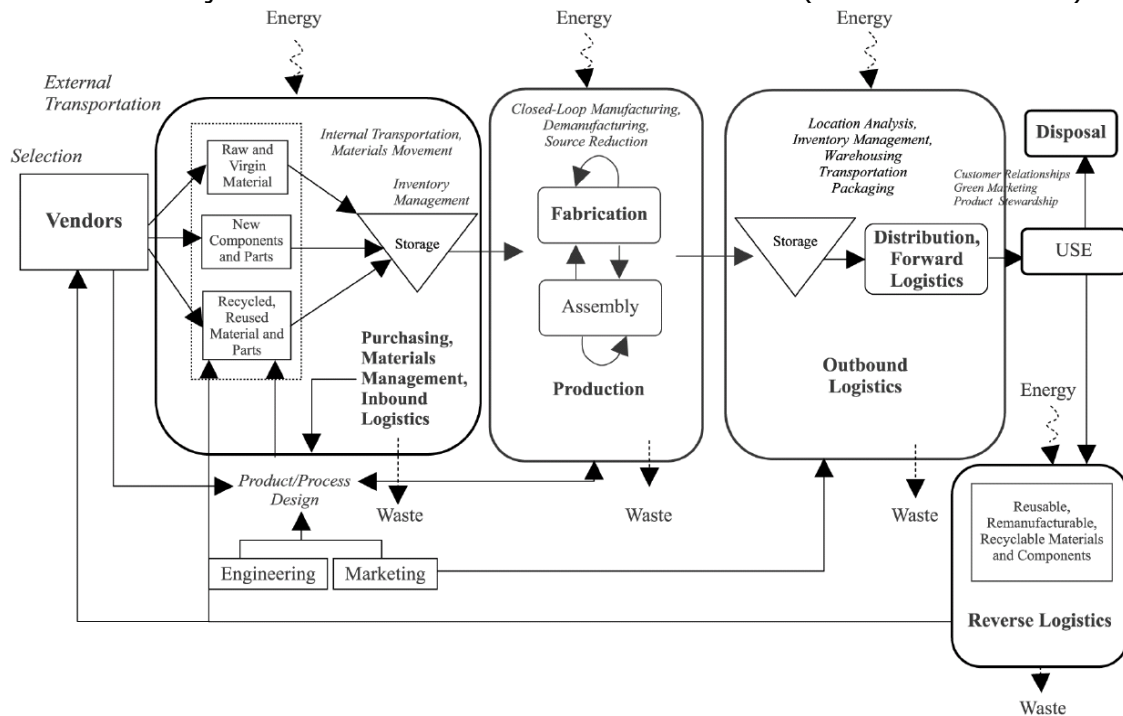 Energy
Energy
Energy
External
Transportation
Selection
Vendors
Raw and
Virgin
Material
New
Components
and Parts
Recycled,
Reused
Material and
Parts
Internal Transportation,
Materials Movement
Inventory
Management
Storage
Purchasing,
Materials
Management,
Inbound
Logistics
Closed-Loop Manufacturing,
Demanufacturing,
Source Reduction
Fabrication
Assembly
Production
Location Analysis,
Inventory Management,
Warehousing
Transportation
Packaging
Storage
Distribution,
Forward
Logistics
Outbound
Logistics
Customer Relationships
Green Marketing
Product Stewardship
Disposal
USE
Energy
Product/Process
Design
Waste
Waste
Waste
Engineering
Marketing
Reusable,
Remanufacturable,
Recyclable Materials
and Components
Reverse Logistics
Waste